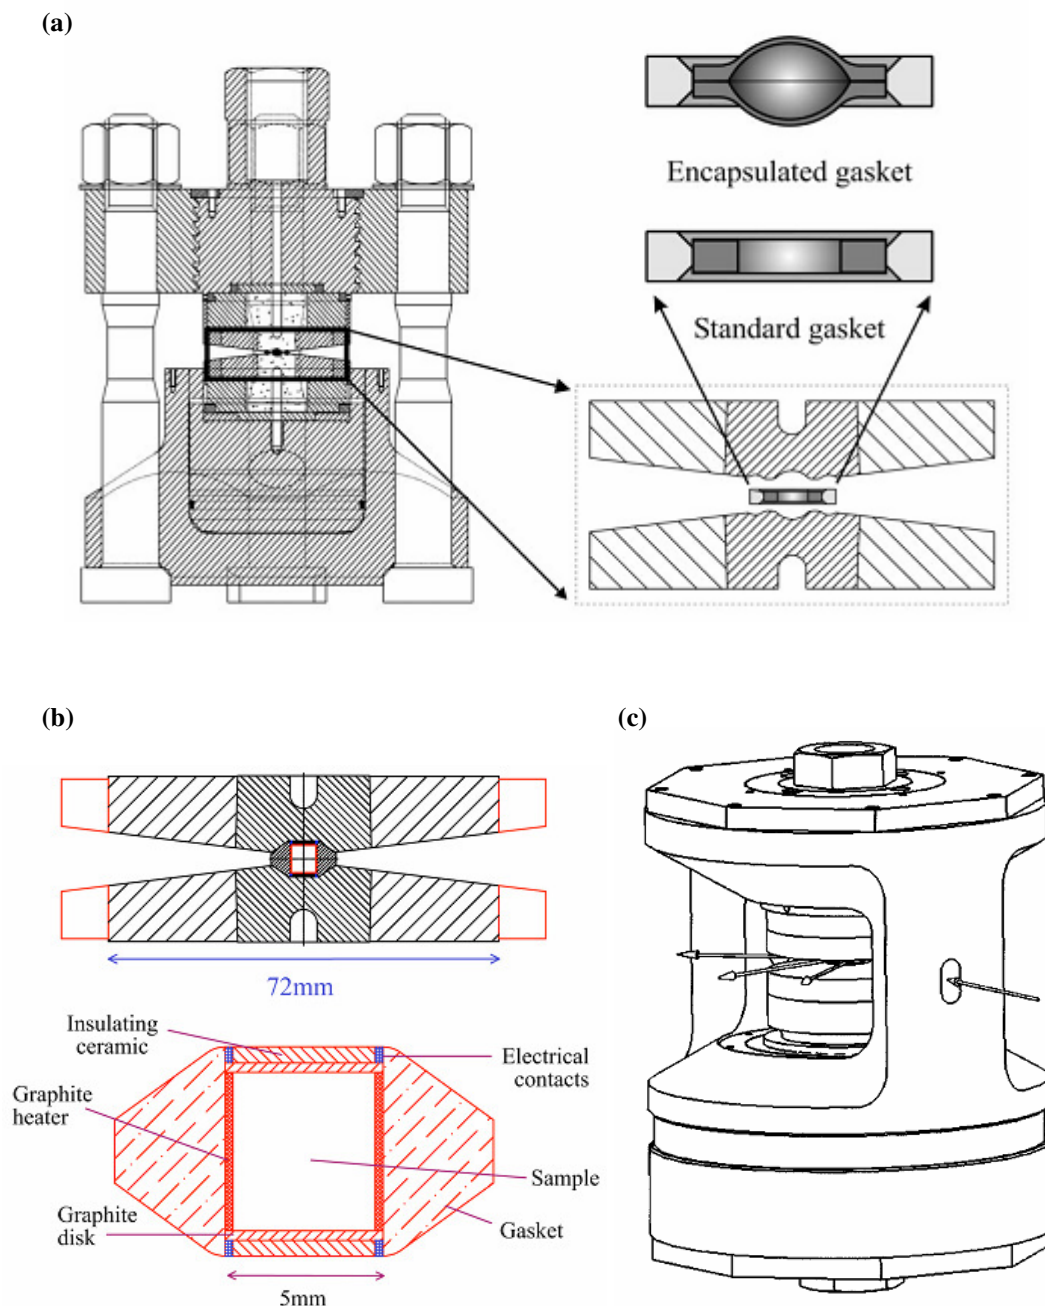 (a)
Encapsulated gasket
Standard gasket
(b)
72mm
Insulating
ceramic
Electrical
contacts
Graphite
heater
Sample
Graphite
disk
Gasket
5mm
(c)